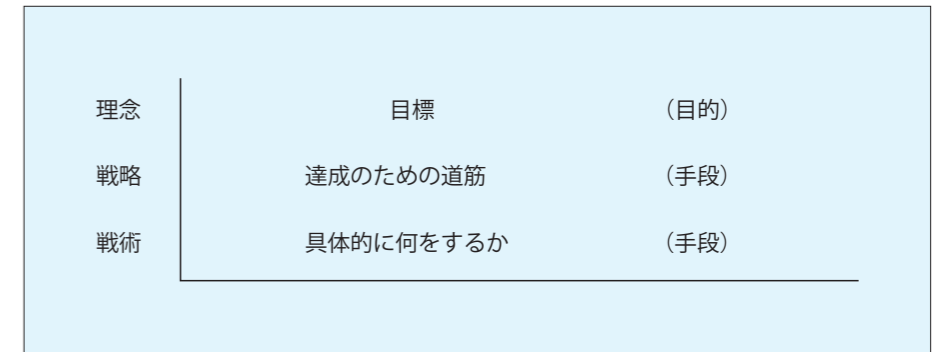 理念 目標 （目的）
戦略 達成のための道筋 （手段）
戦術 具体的に何をするか （手段）